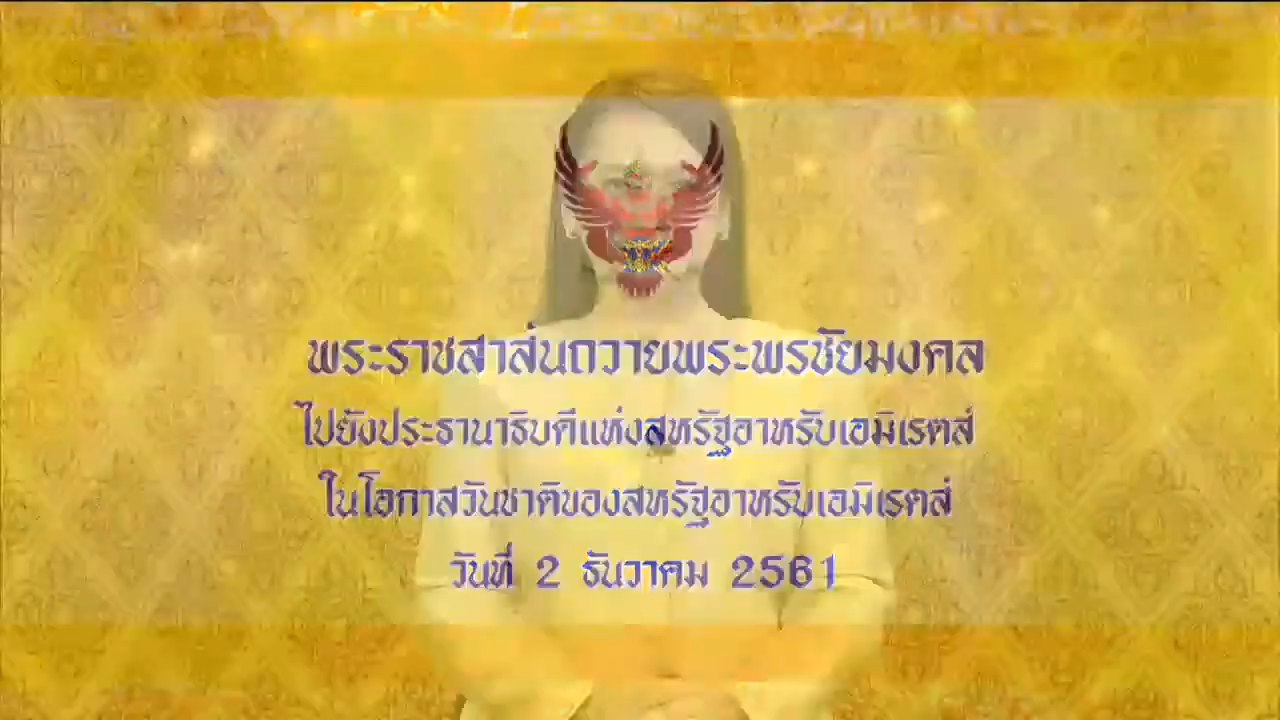 พระราชสาส์นถวายพระพรชัยมงคล
ไปยังประธานาธิบดีแห่งสหรัฐอาหรับเอมิเรตส์
ในโอกาสวันชาติของสหรัฐอาหรับเอมิเรตส์
วันที่ 2 ธันวาคม 2561